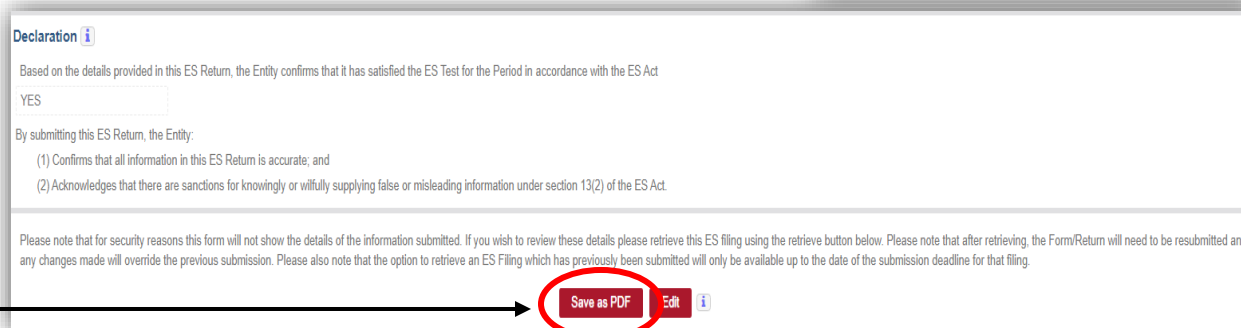 Declaration i
Based on the details provided in this ES Return, the Entity confirms that it has satisfied the ES Test for the Period in accordance with the ES Act
YES
By submitting this ES Return, the Entity:
(1) Confirms that all information in this ES Return is accurate; and
(2) Acknowledges that there are sanctions for knowingly or wilfully supplying false or misleading information under section 13(2) of the ES Act.
Please note that for security reasons this form will not show the details of the information submitted. If you wish to review these details please retrieve this ES filing using the retrieve button below. Please note that after retrieving, the Form/Return will need to be resubmitted an
any changes made will override the previous submission. Please also note that the option to retrieve an ES Filing which has previously been submitted will only be available up to the date of the submission deadline for that filing.
Save as PDF Edit i